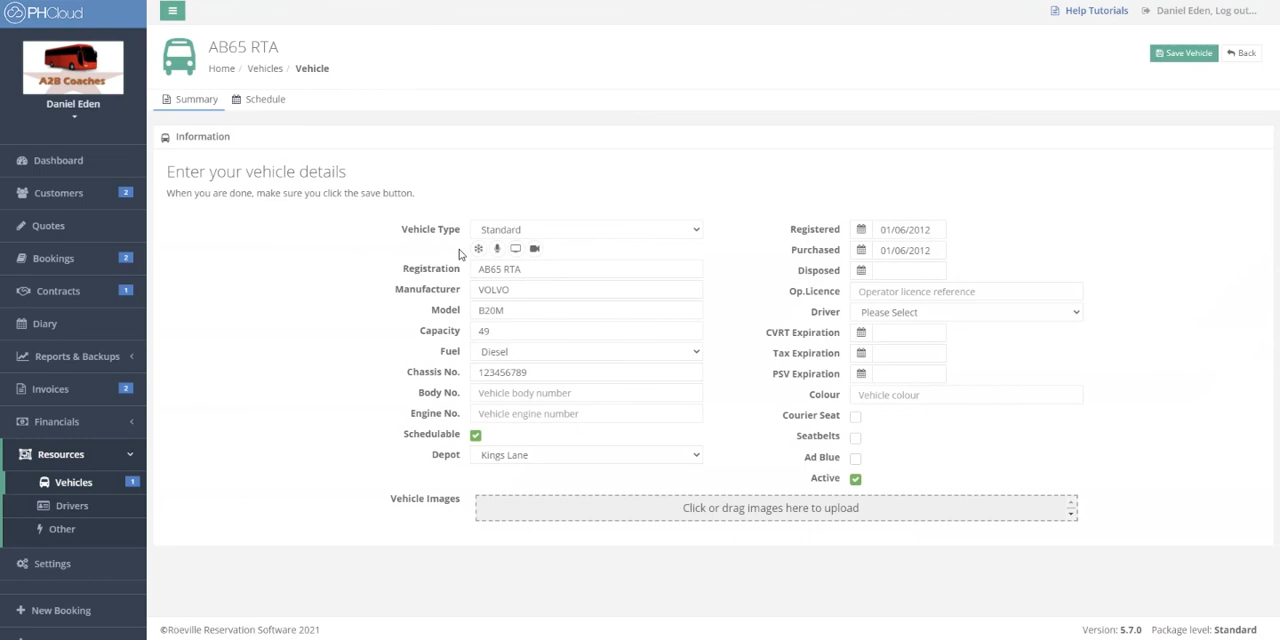 PHCloud
Help Tutorials
Daniel Eden, Log out...
A2B Coaches
Daniel Eden
AB65 RTA
Home / Vehicles / Vehicle
Save Vehicle
Back
Summary
Schedule
Dashboard
Customers 2
Quotes
Bookings 2
Contracts 1
Diary
Reports & Backups
Invoices 2
Financials
Resources
Vehicles 1
Drivers
Other
Settings
New Booking
Information
Enter your vehicle details
When you are done, make sure you click the save button.
Vehicle Type Standard
Registration AB65 RTA
Manufacturer VOLVO
Model B20M
Capacity 49
Fuel Diesel
Chassis No. 123456789
Body No. Vehicle body number
Engine No. Vehicle engine number
Schedulable
Depot Kings Lane
Registered 01/06/2012
Purchased 01/06/2012
Disposed
Op.Licence Operator licence reference
Driver Please Select
CVRT Expiration
Tax Expiration
PSV Expiration
Colour Vehicle colour
Courier Seat
Seatbelts
Ad Blue
Active
Vehicle Images Click or drag images here to upload
©Roeville Reservation Software 2021
Version: 5.7.0 Package level: Standard